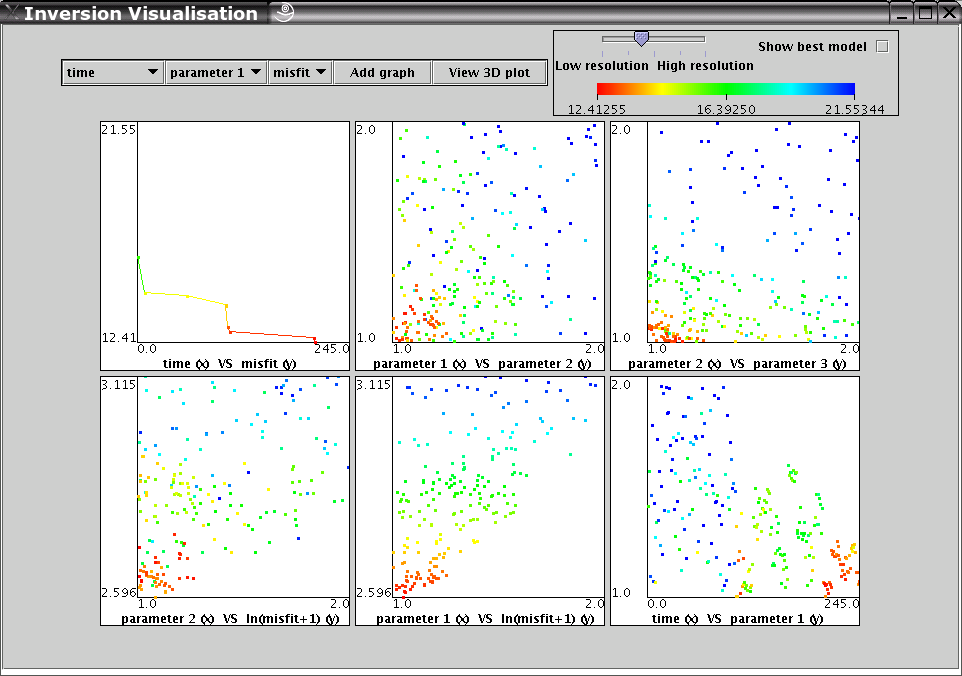 Inversion Visualisation
Show best model
Low resolution High resolution
time parameter 1 misfit Add graph View 3D plot
12.41255 16.39250 21.55344
21.55
12.41
0.0 245.0
time (x) VS misfit (y)
2.0
1.0
1.0 2.0
parameter 1 (x) VS parameter 2 (y)
2.0
1.0
1.0 2.0
parameter 2 (x) VS parameter 3 (y)
3.115
2.596
1.0 2.0
parameter 2 (x) VS ln(misfit+1) (y)
3.115
2.596
1.0 2.0
parameter 1 (x) VS ln(misfit+1) (y)
2.0
1.0
0.0 245.0
time (x) VS parameter 1 (y)